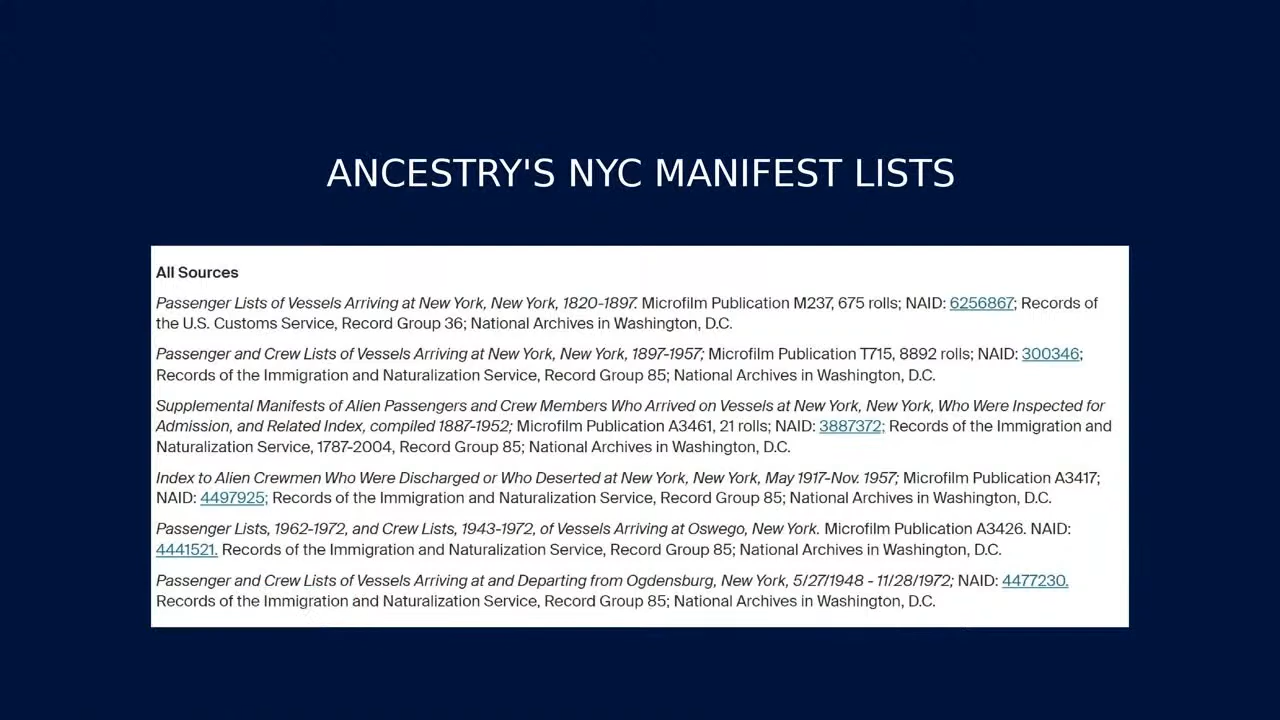 ANCESTRY'S NYC MANIFEST LISTS
All Sources
Passenger Lists of Vessels Arriving at New York, New York, 1820-1897. Microfilm Publication M237, 675 rolls; NAID: 6256867; Records of
the U.S. Customs Service, Record Group 36; National Archives in Washington, D.C.
Passenger and Crew Lists of Vessels Arriving at New York, New York, 1897-1957; Microfilm Publication T715, 8892 rolls; NAID: 300346;
Records of the Immigration and Naturalization Service, Record Group 85; National Archives in Washington, D.C.
Supplemental Manifests of Alien Passengers and Crew Members Who Arrived on Vessels at New York, New York, Who Were Inspected for
Admission, and Related Index, compiled 1887-1952; Microfilm Publication A3461, 21 rolls; NAID: 3887372; Records of the Immigration and
Naturalization Service, 1787-2004, Record Group 85; National Archives in Washington, D.C.
Index to Alien Crewmen Who Were Discharged or Who Deserted at New York, New York, May 1917-Nov. 1957; Microfilm Publication A3417;
NAID: 4497925; Records of the Immigration and Naturalization Service, Record Group 85; National Archives in Washington, D.C.
Passenger Lists, 1962-1972, and Crew Lists, 1943-1972, of Vessels Arriving at Oswego, New York. Microfilm Publication A3426. NAID:
4441521. Records of the Immigration and Naturalization Service, Record Group 85; National Archives in Washington, D.C.
Passenger and Crew Lists of Vessels Arriving at and Departing from Ogdensburg, New York, 5/27/1948 - 11/28/1972; NAID: 4477230.
Records of the Immigration and Naturalization Service, Record Group 85; National Archives in Washington, D.C.